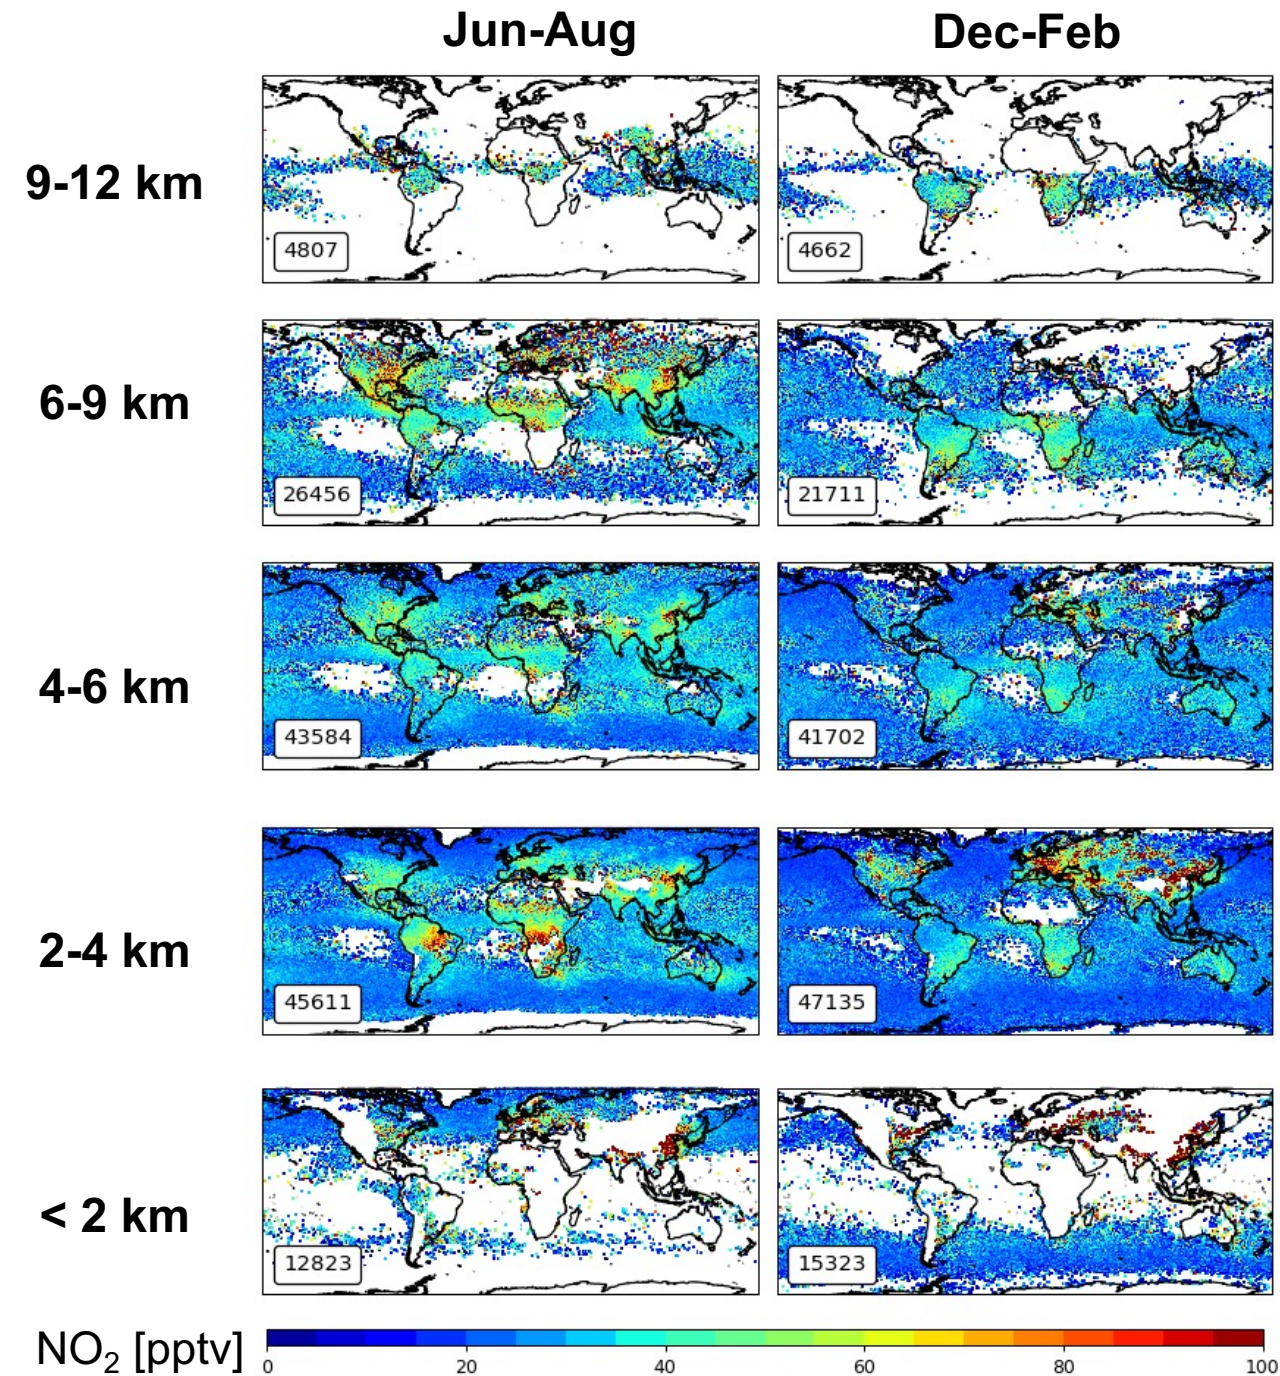 Jun-Aug Dec-Feb
9-12 km
4807 4662
6-9 km
26456 21711
4-6 km
43584 41702
2-4 km
45611 47135
< 2 km
12823 15323
NO₂ [pptv]
0 20 40 60 80 100